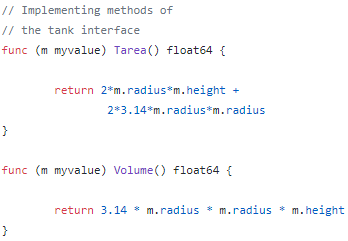 // Implementing methods of
// the tank interface
func (m myvalue) Tarea() float64 {
return 2*m.radius*m.height +
2*3.14*m.radius*m.radius
}
func (m myvalue) Volume() float64 {
return 3.14 * m.radius * m.radius * m.height
}